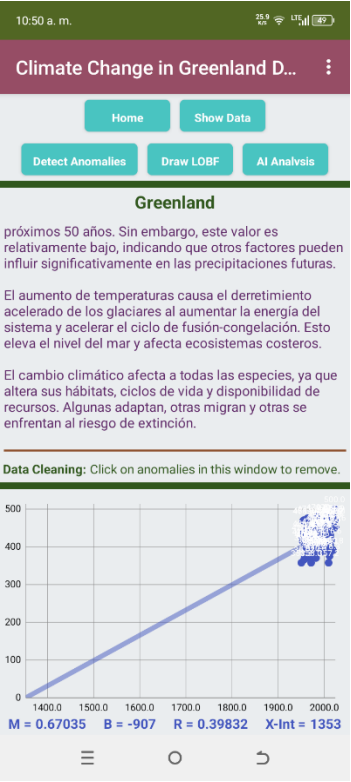 10:50 a. m.
25.9 K/s LTE 49
Climate Change in Greenland D...
Home Show Data
Detect Anomalies Draw LOBF AI Analysis
Greenland
próximos 50 años. Sin embargo, este valor es
relativamente bajo, indicando que otros factores pueden
influir significativamente en las precipitaciones futuras.
El aumento de temperaturas causa el derretimiento
acelerado de los glaciares al aumentar la energía del
sistema y acelerar el ciclo de fusión-congelación. Esto
eleva el nivel del mar y afecta ecosistemas costeros.
El cambio climático afecta a todas las especies, ya que
altera sus hábitats, ciclos de vida y disponibilidad de
recursos. Algunas adaptan, otras migran y otras se
enfrentan al riesgo de extinción.
Data Cleaning: Click on anomalies in this window to remove.
500
400
300
200
100
0
1400.0 1500.0 1600.0 1700.0 1800.0 1900.0 2000.0
M = 0.67035 B = -907 R = 0.39832 X-Int = 1353